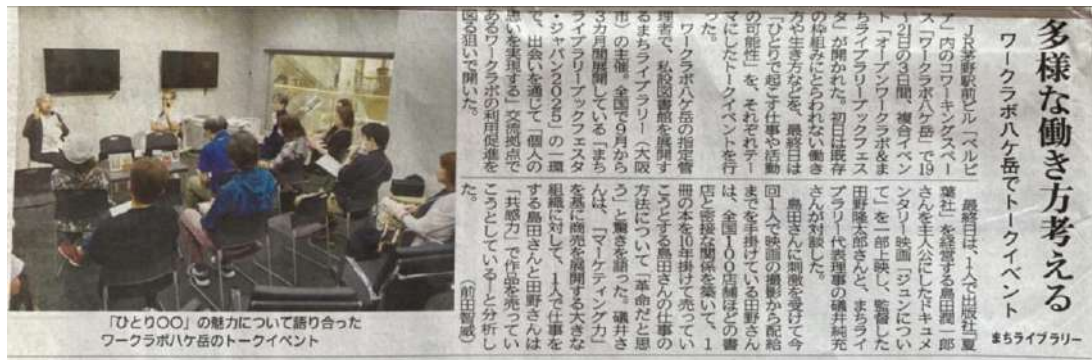 多様な働き方考える
ワークラボ八ケ岳でトークイベント
まちライブラリー
JR茅野駅前ビル「ベルビ
ア」内のコワーキングスペー
ス「ワークラボ八ケ岳」で19
~21日の3日間、複合イベン
ト「オープンワークラボ&ま
ちライブラリーブックフェス
タ」が開かれた。初日は既存
の枠組みにとらわれない働き
方や生き方などを、最終日は
「ひとりで起こす仕事や活動
の可能性」を、それぞれテー
マにしたトークイベントを行
った。
ワークラボ八ケ岳の指定管
理者で、私設図書館を展開す
るまちライブラリー(大阪
市)の主催。全国で9月から
3カ月間展開している「まち
ライブラリーブックフェスタ
・ジャパン2025」の一環
で、出会いを通じて「個人の
思いを実現する」交流拠点で
あるワークラボの利用促進を
図る狙いで開いた。
最終日は、1人で出版社「夏
葉社」を経営する島田潤一郎
さんを主人公にしたドキュメ
ンタリー映画「ジュンについ
て」を一部上映し、監督した
田野隆太郎さんと、まちライ
ブラリー代表理事の礒井純充
さんが対談した。
島田さんに刺激を受けて今
回1人で映画の撮影から配給
までを手掛けている田野さん
は、全国100店舗ほどの書
店と密接な関係を築いて、1
冊の本を10年掛けて売ってい
こうとする島田さんの仕事の
方法について「革命だと思
う」と驚きを語った。礒井さ
んは、「マーケティング力」
を基に商売を展開する大きな
組織に対して、1人で仕事を
する島田さんと田野さんは
「共感力」で作品を売ってい
こうとしている―と分析し
た。
(前田智威)
「ひとり〇〇」の魅力について語り合った
ワークラボ八ケ岳のトークイベント